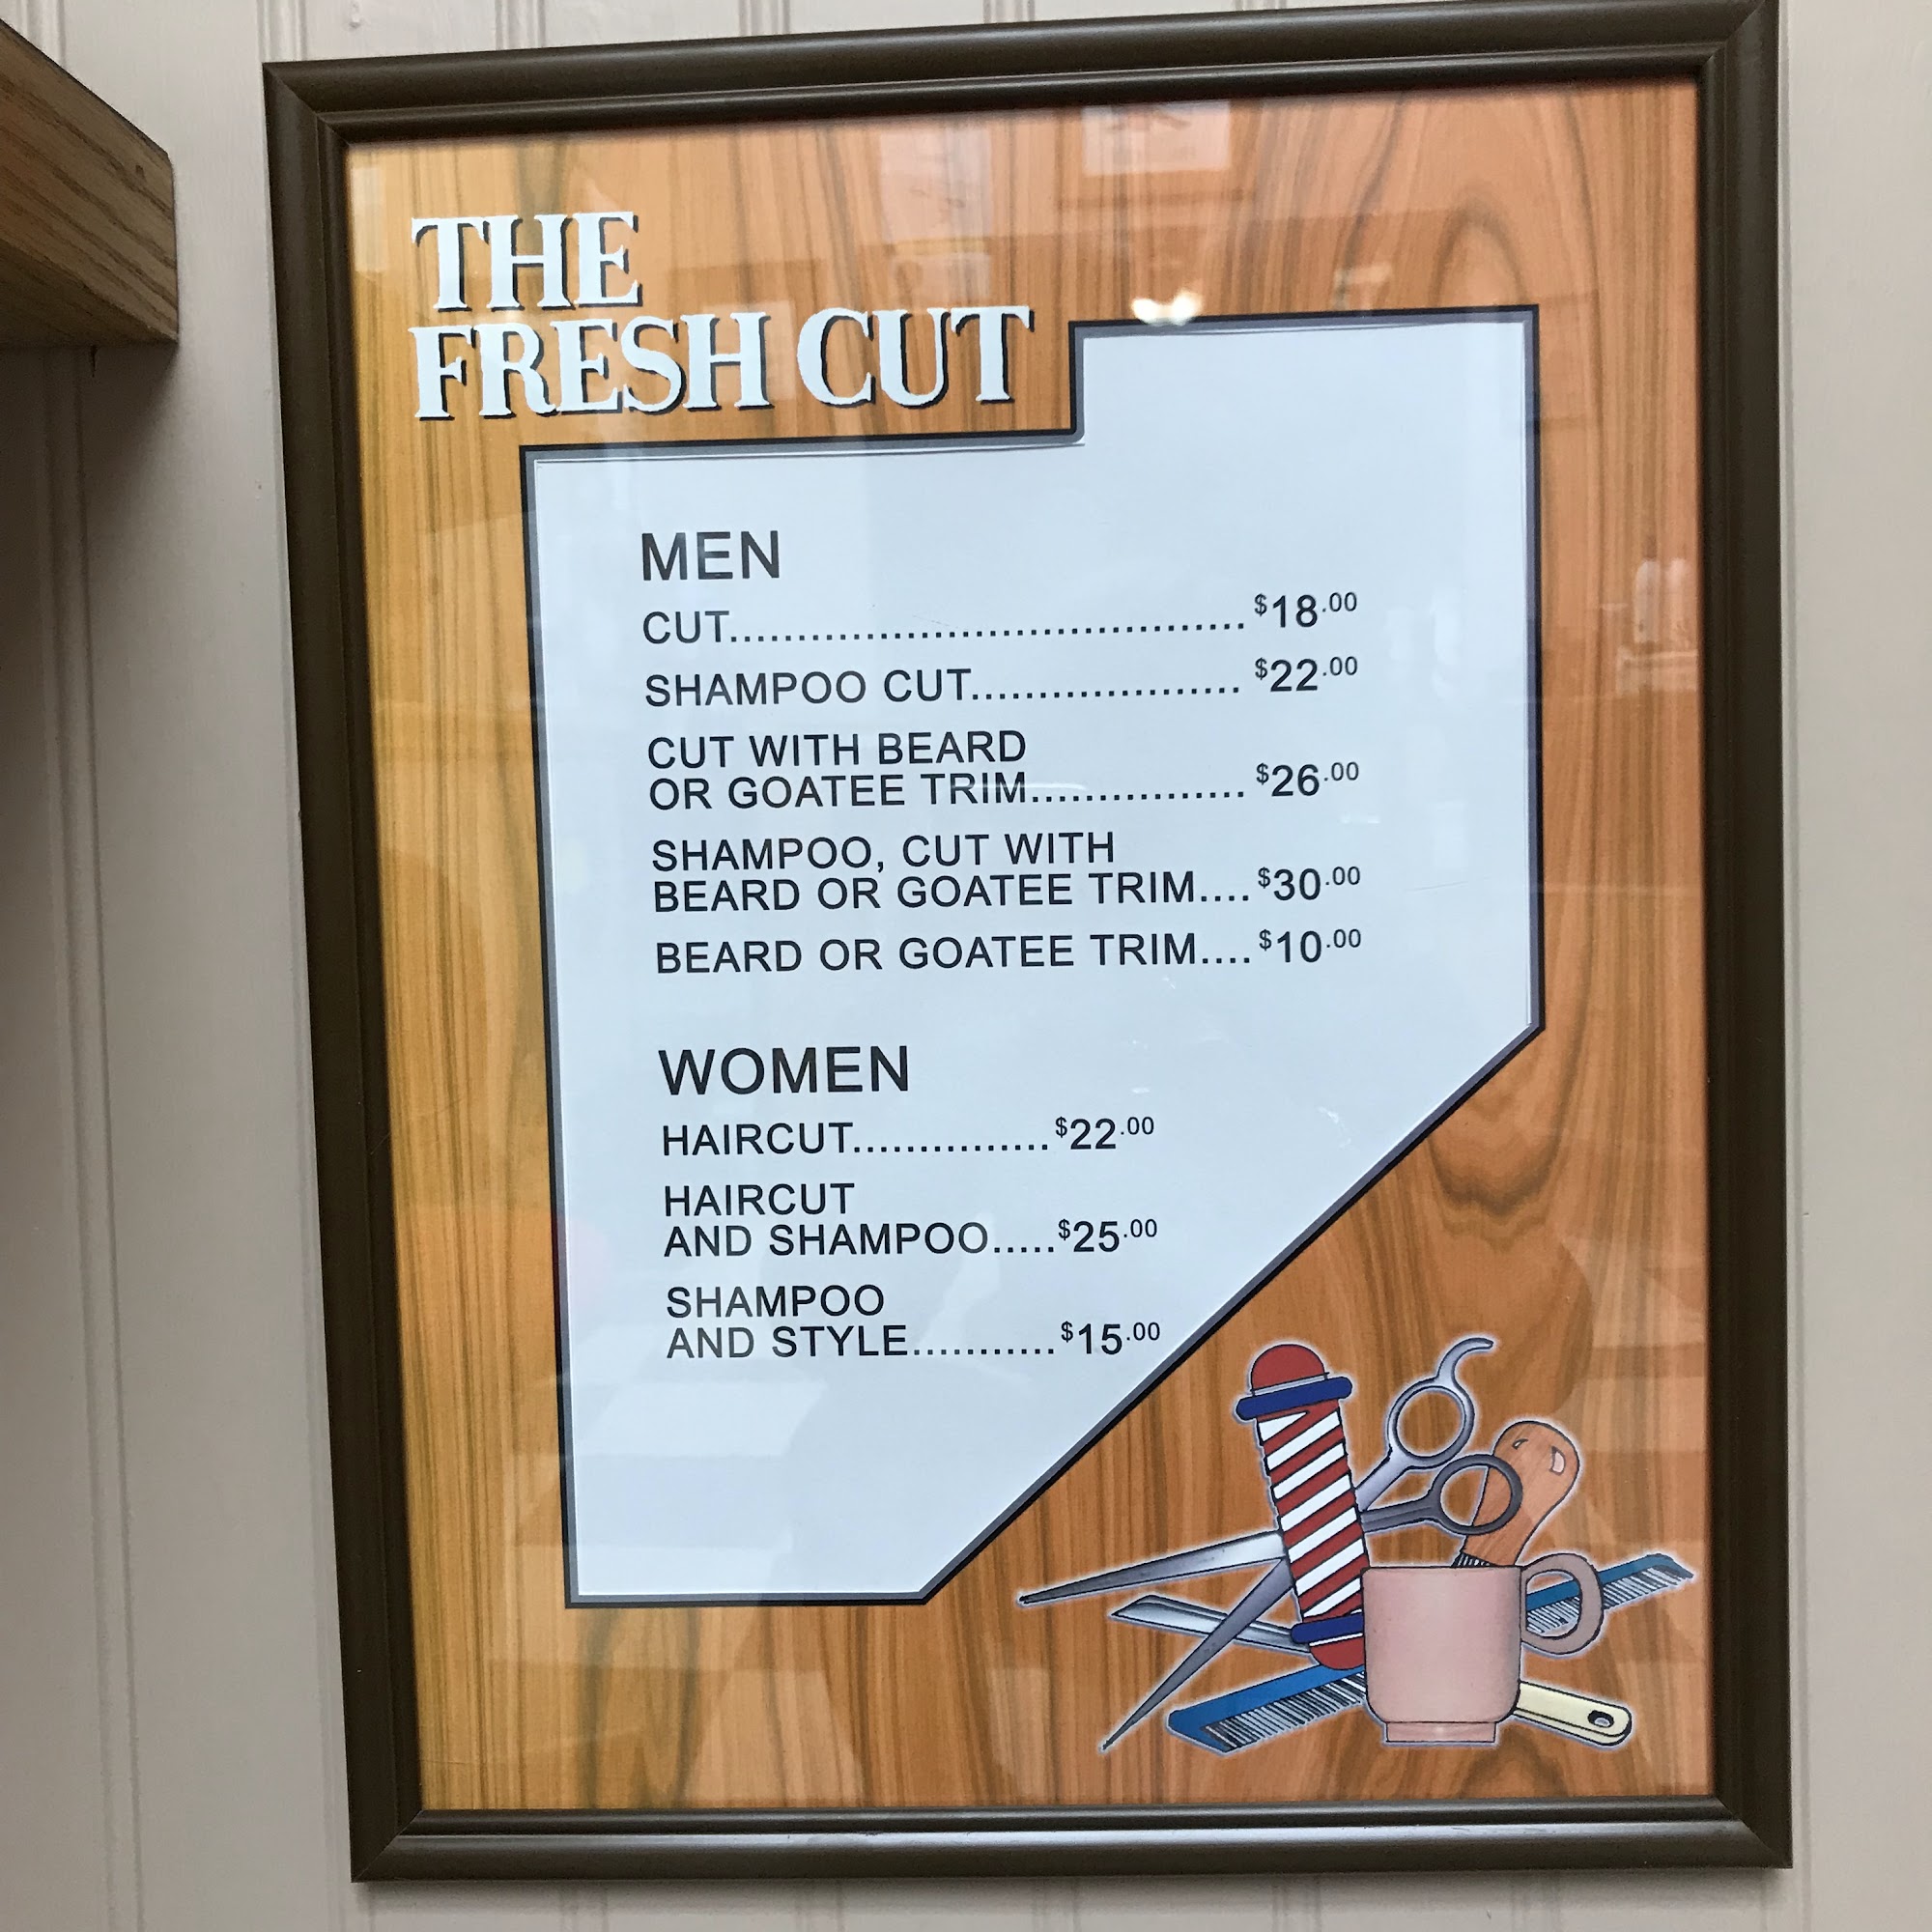 THE
FRESH CUT
MEN
CUT....................................... $18.00
SHAMPOO CUT.................... $22.00
CUT WITH BEARD
OR GOATEE TRIM................ $26.00
SHAMPOO, CUT WITH
BEARD OR GOATEE TRIM.... $30.00
BEARD OR GOATEE TRIM.... $10.00
WOMEN
HAIRCUT............... $22.00
HAIRCUT
AND SHAMPOO..... $25.00
SHAMPOO
AND STYLE........... $15.00